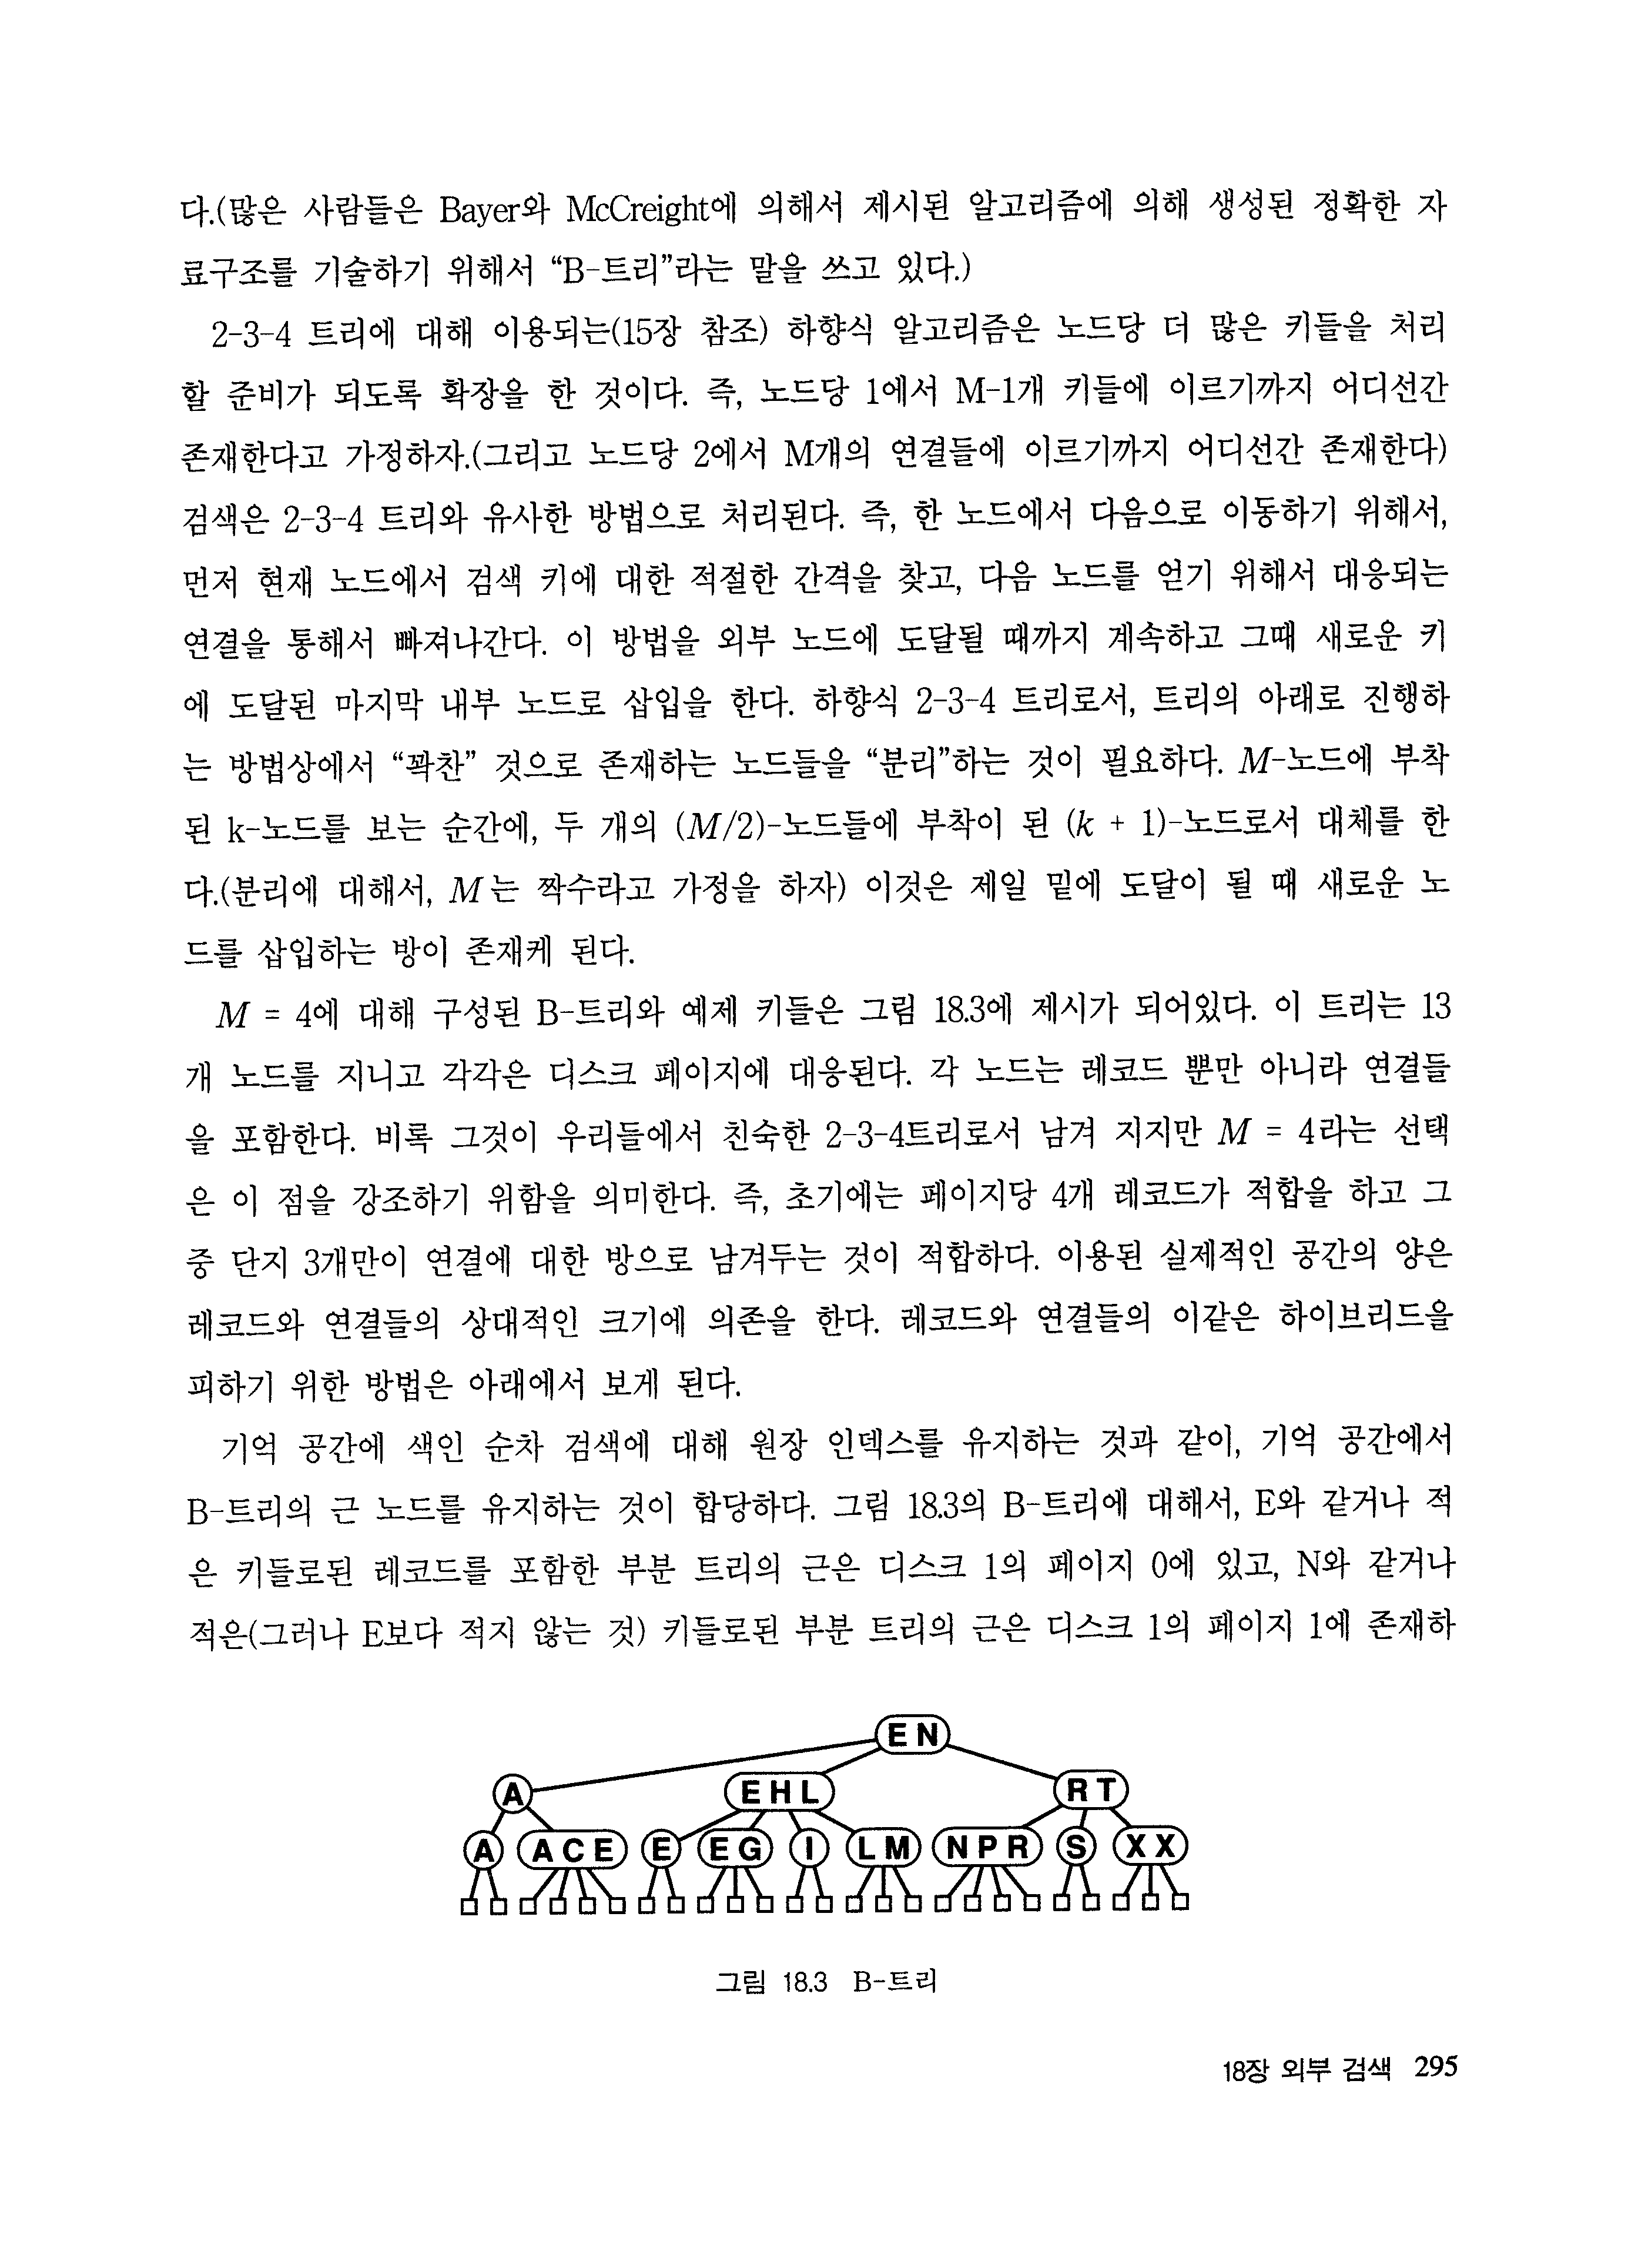 다.(많은 사람들은 Bayer와 McCreight에 의해서 제시된 알고리즘에 의해 생성된 정확한 자
료구조를 기술하기 위해서 “B-트리”라는 말을 쓰고 있다.)
2-3-4 트리에 대해 이용되는(15장 참조) 하향식 알고리즘은 노드당 더 많은 키들을 처리
할 준비가 되도록 확장을 한 것이다. 즉, 노드당 1에서 M-1개 키들에 이르기까지 어디선간
존재한다고 가정하자.(그리고 노드당 2에서 M개의 연결들에 이르기까지 어디선간 존재한다)
검색은 2-3-4 트리와 유사한 방법으로 처리된다. 즉, 한 노드에서 다음으로 이동하기 위해서,
먼저 현재 노드에서 검색 키에 대한 적절한 간격을 찾고, 다음 노드를 얻기 위해서 대응되는
연결을 통해서 빠져나간다. 이 방법을 외부 노드에 도달될 때까지 계속하고 그때 새로운 키
에 도달된 마지막 내부 노드로 삽입을 한다. 하향식 2-3-4 트리로서, 트리의 아래로 진행하
는 방법상에서 “꽉찬” 것으로 존재하는 노드들을 “분리”하는 것이 필요하다. M-노드에 부착
된 k-노드를 보는 순간에, 두 개의 (M/2)-노드들에 부착이 된 (k + 1)-노드로서 대체를 한
다.(분리에 대해서, M는 짝수라고 가정을 하자) 이것은 제일 밑에 도달이 될 때 새로운 노
드를 삽입하는 방이 존재케 된다.
M = 4에 대해 구성된 B-트리와 예제 키들은 그림 18.3에 제시가 되어있다. 이 트리는 13
개 노드를 지니고 각각은 디스크 페이지에 대응된다. 각 노드는 레코드 뿐만 아니라 연결들
을 포함한다. 비록 그것이 우리들에서 친숙한 2-3-4트리로서 남겨 지지만 M = 4라는 선택
은 이 점을 강조하기 위함을 의미한다. 즉, 초기에는 페이지당 4개 레코드가 적합을 하고 그
중 단지 3개만이 연결에 대한 방으로 남겨두는 것이 적합하다. 이용된 실제적인 공간의 양은
레코드와 연결들의 상대적인 크기에 의존을 한다. 레코드와 연결들의 이같은 하이브리드을
피하기 위한 방법은 아래에서 보게 된다.
기억 공간에 색인 순차 검색에 대해 원장 인덱스를 유지하는 것과 같이, 기억 공간에서
B-트리의 근 노드를 유지하는 것이 합당하다. 그림 18.3의 B-트리에 대해서, E와 같거나 적
은 키들로된 레코드를 포함한 부분 트리의 근은 디스크 1의 페이지 0에 있고, N와 같거나
적은(그러나 E보다 적지 않는 것) 키들로된 부분 트리의 근은 디스크 1의 페이지 1에 존재하
E N
A E H L R T
A A C E E E G I L M N P R S X X
그림 18.3 B-트리
18장 외부 검색 295